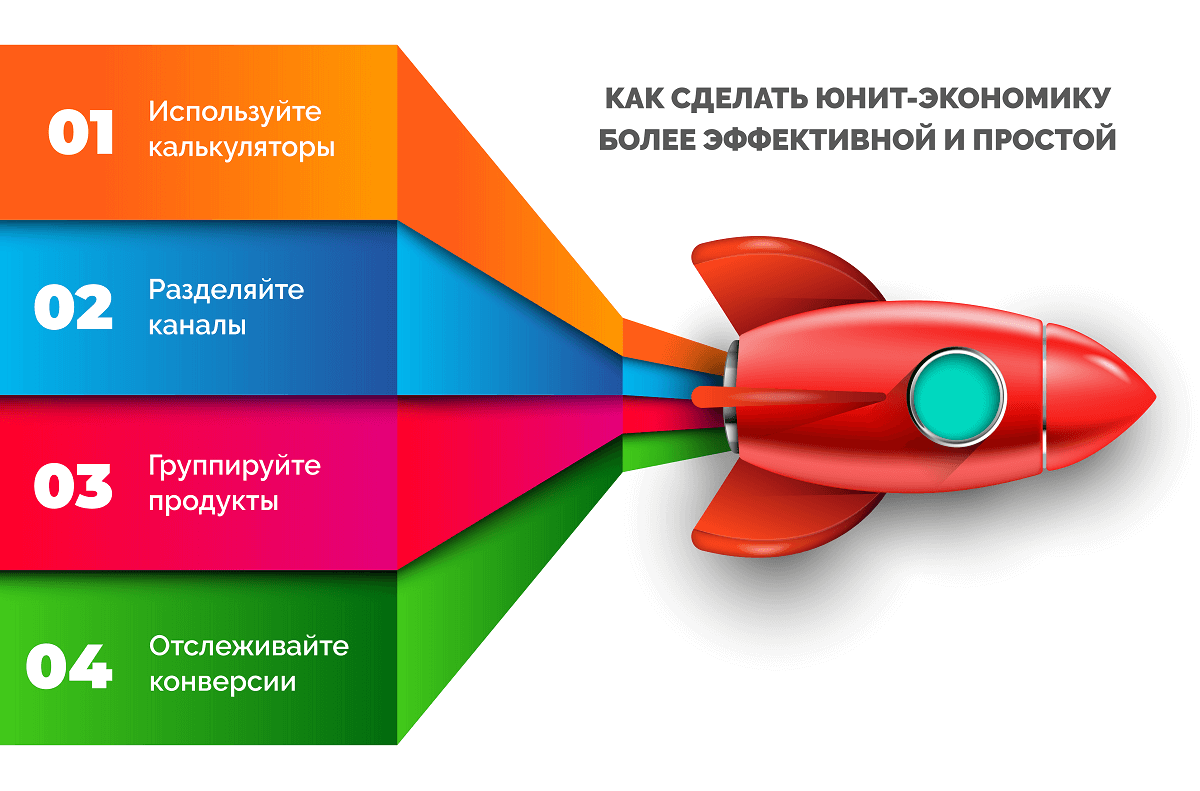 КАК СДЕЛАТЬ ЮНИТ-ЭКОНОМИКУ
БОЛЕЕ ЭФФЕКТИВНОЙ И ПРОСТОЙ
01
Используйте
калькуляторы
02
Разделяйте
каналы
03
Группируйте
продукты
04
Отслеживайте
конверсии